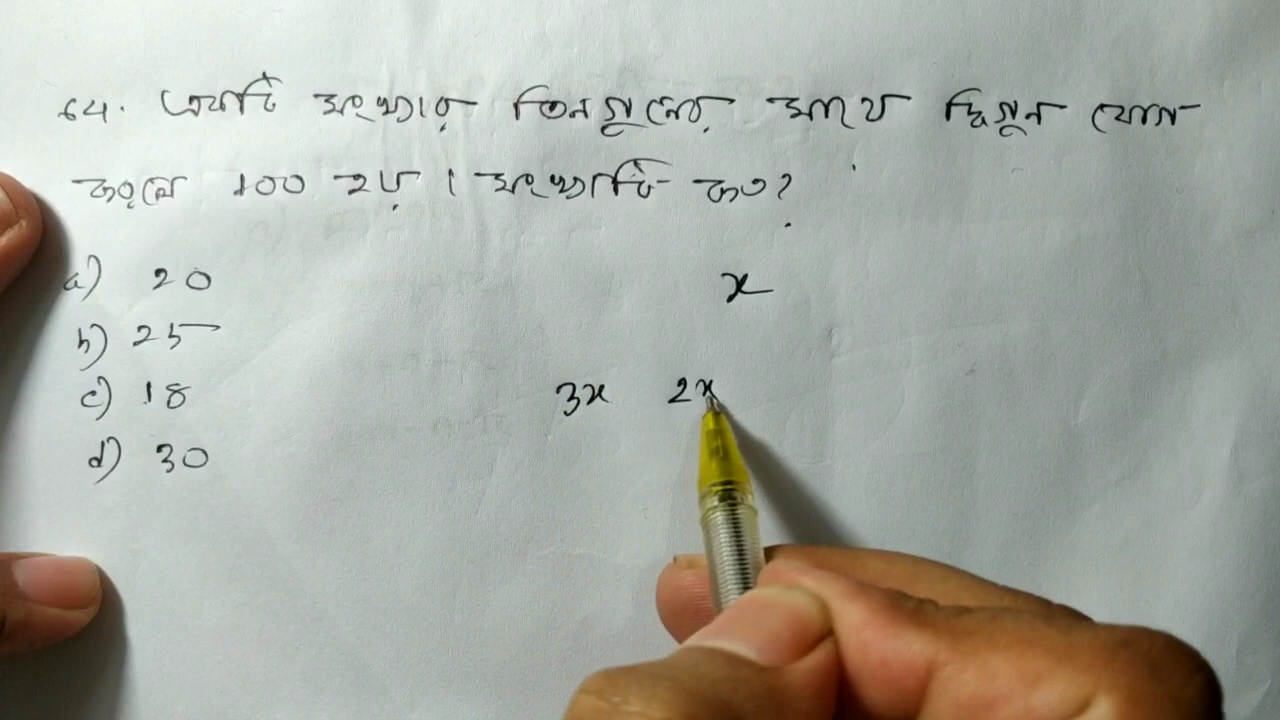 64. একটি সংখ্যার তিনগুনের সাথে দ্বিগুন যোগ
করলে 100 হয়। সংখ্যাটি কত?
a) 20
x
b) 25
c) 18
3x 2x
d) 30